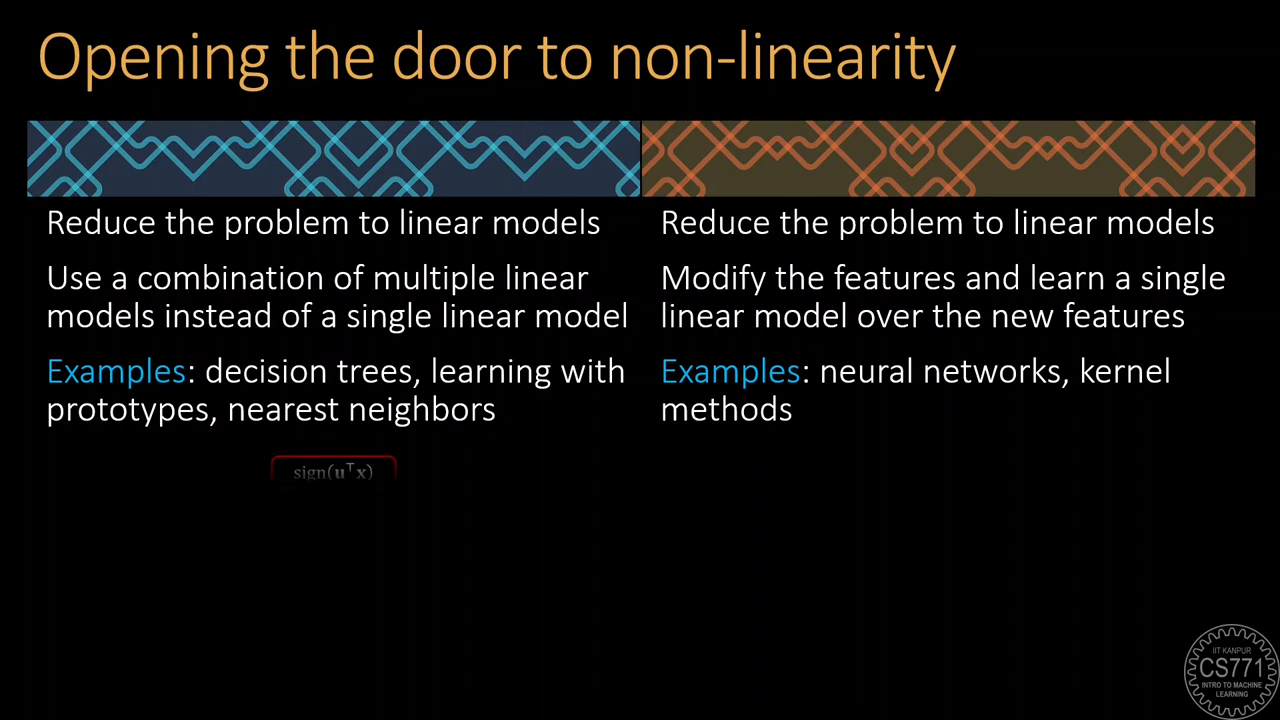 Opening the door to non-linearity
Reduce the problem to linear models
Use a combination of multiple linear
models instead of a single linear model
Examples: decision trees, learning with
prototypes, nearest neighbors
sign(𝐮⊤𝐱)
Reduce the problem to linear models
Modify the features and learn a single
linear model over the new features
Examples: neural networks, kernel
methods
IIT KANPUR
CS771
INTRO TO MACHINE
LEARNING